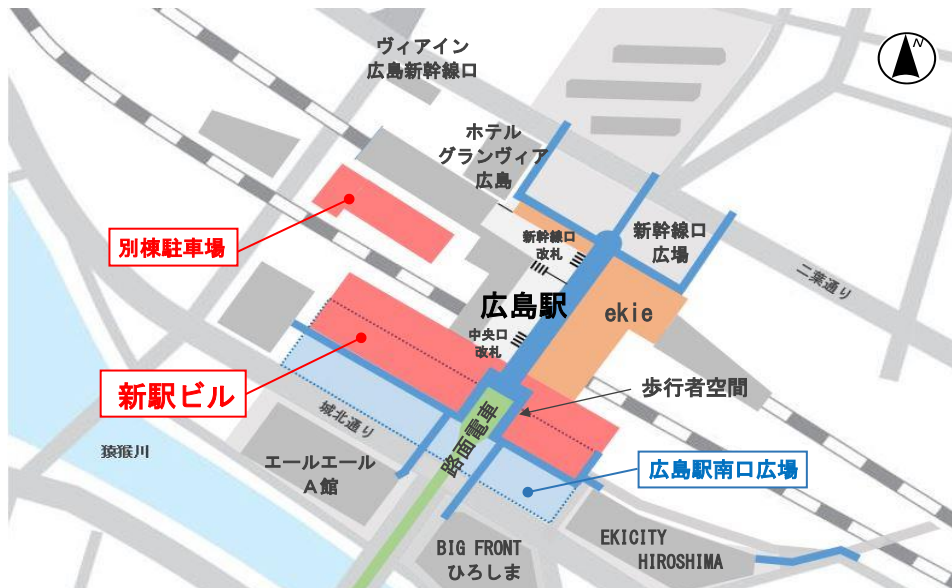 ヴィアイン
広島新幹線口
N
ホテル
グランヴィア
広島
新幹線口
改札
新幹線口
広場
別棟駐車場
二葉通り
広島駅
ekie
中央口
改札
新駅ビル
歩行者空間
城北通り
路面電車
猿猴川
エールエール
A館
広島駅南口広場
BIG FRONT
ひろしま
EKICITY
HIROSHIMA